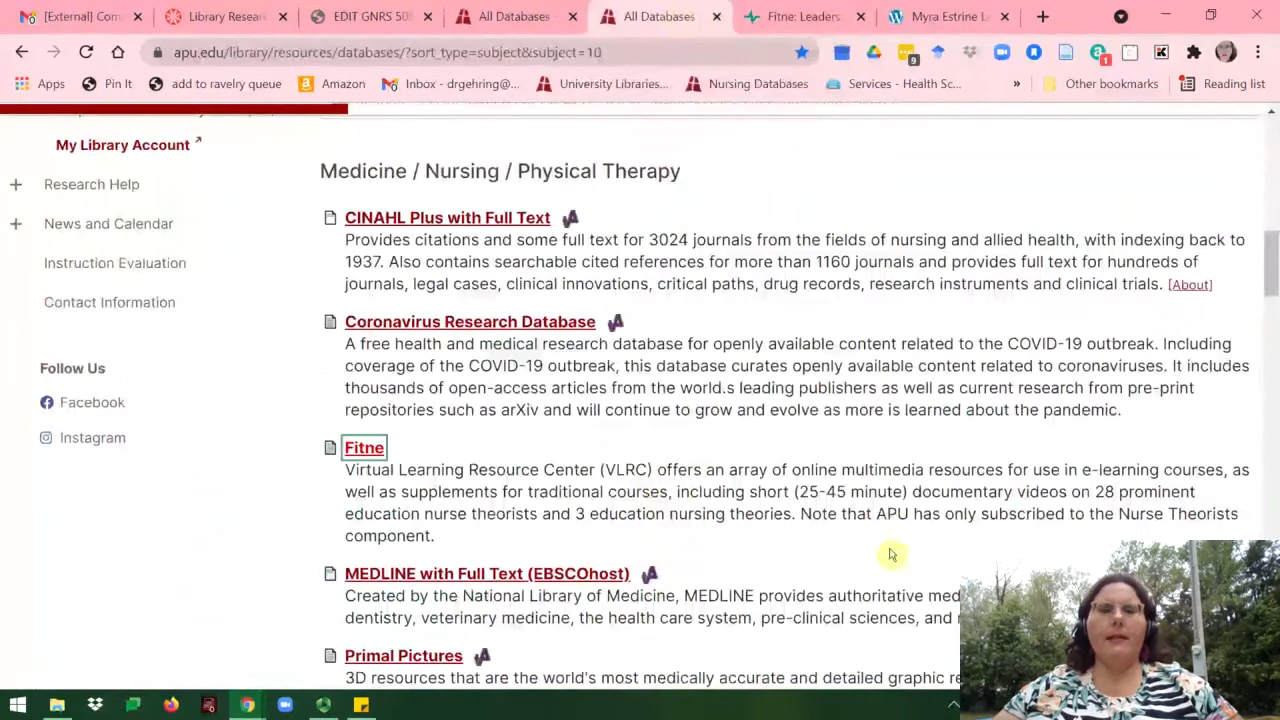 [External] Com
Library Resear
EDIT GNRS 508
All Databases
All Databases
Fitne: Leaders
Myra Estrine Le
apu.edu/library/resources/databases/?sort_type=subject&subject=10
9
1
Apps
Pin It
add to ravelry queue
Amazon
Inbox - drgehring@...
University Libraries...
Nursing Databases
Services - Health Sc...
»
Other bookmarks
Reading list
My Library Account
Research Help
News and Calendar
Instruction Evaluation
Contact Information
Follow Us
Facebook
Instagram
Medicine / Nursing / Physical Therapy
CINAHL Plus with Full Text
Provides citations and some full text for 3024 journals from the fields of nursing and allied health, with indexing back to
1937. Also contains searchable cited references for more than 1160 journals and provides full text for hundreds of
journals, legal cases, clinical innovations, critical paths, drug records, research instruments and clinical trials. [About]
Coronavirus Research Database
A free health and medical research database for openly available content related to the COVID-19 outbreak. Including
coverage of the COVID-19 outbreak, this database curates openly available content related to coronaviruses. It includes
thousands of open-access articles from the world.s leading publishers as well as current research from pre-print
repositories such as arXiv and will continue to grow and evolve as more is learned about the pandemic.
Fitne
Virtual Learning Resource Center (VLRC) offers an array of online multimedia resources for use in e-learning courses, as
well as supplements for traditional courses, including short (25-45 minute) documentary videos on 28 prominent
education nurse theorists and 3 education nursing theories. Note that APU has only subscribed to the Nurse Theorists
component.
MEDLINE with Full Text (EBSCOhost)
Created by the National Library of Medicine, MEDLINE provides authoritative med
dentistry, veterinary medicine, the health care system, pre-clinical sciences, and
Primal Pictures
3D resources that are the world's most medically accurate and detailed graphic re